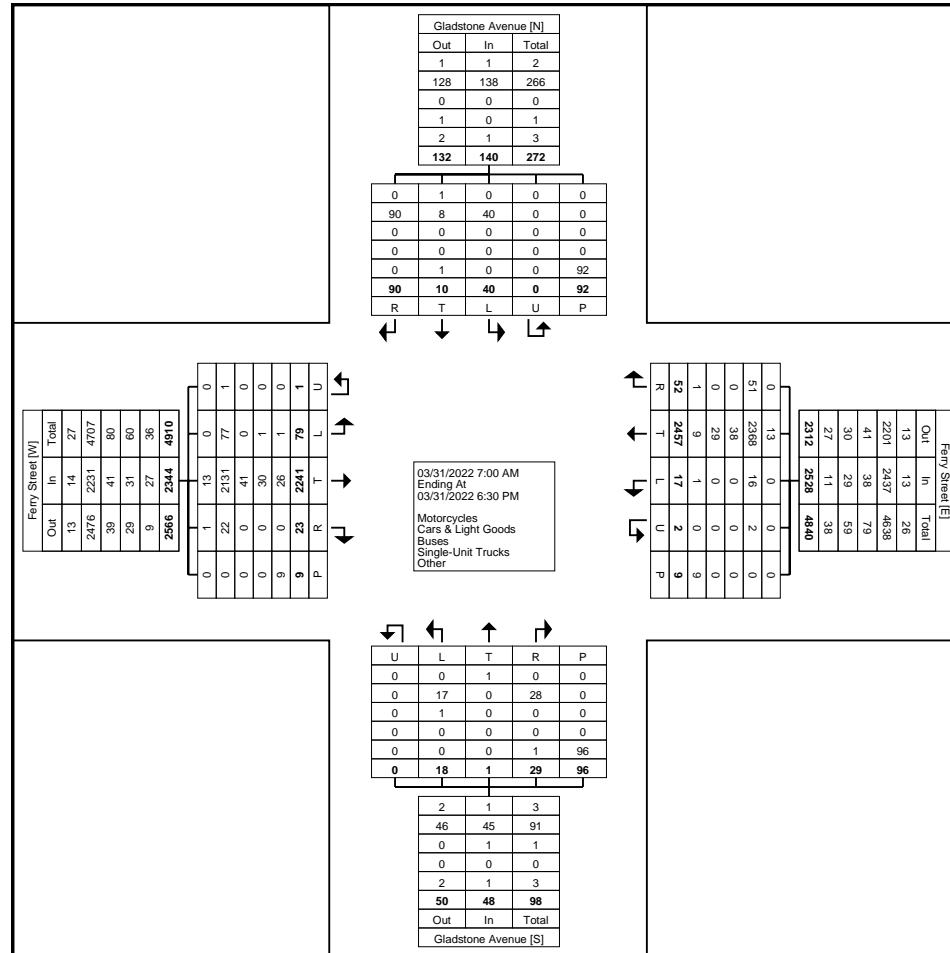 Gladstone Avenue [N]
Out In Total
1 1 2
128 138 266
0 0 0
1 0 1
2 1 3
132 140 272
0 1 0 0 0
90 8 40 0 0
0 0 0 0 0
0 0 0 0 0
0 1 0 0 92
90 10 40 0 92
R T L U P
Ferry Street [W]
Out In Total
13 14 27
2476 2231 4707
39 41 80
29 31 60
9 27 36
2566 2344 4910
0 1 13 0 0
0 22 2131 77 1
0 0 41 0 0
0 0 30 1 0
9 0 26 1 0
9 23 2241 79 1
P R T L U
03/31/2022 7:00 AM
Ending At
03/31/2022 6:30 PM
Motorcycles
Cars & Light Goods
Buses
Single-Unit Trucks
Other
Ferry Street [E]
Out In Total
13 13 26
2201 2437 4638
41 38 79
30 29 59
27 11 38
2312 2528 4840
0 13 0 0 0
51 2368 16 2 0
0 38 0 0 0
0 29 0 0 0
1 9 1 0 9
52 2457 17 2 9
R T L U P
U L T R P
0 0 1 0 0
0 17 0 28 0
0 1 0 0 0
0 0 0 0 0
0 0 0 1 96
0 18 1 29 96
2 1 3
46 45 91
0 1 1
0 0 0
2 1 3
50 48 98
Out In Total
Gladstone Avenue [S]